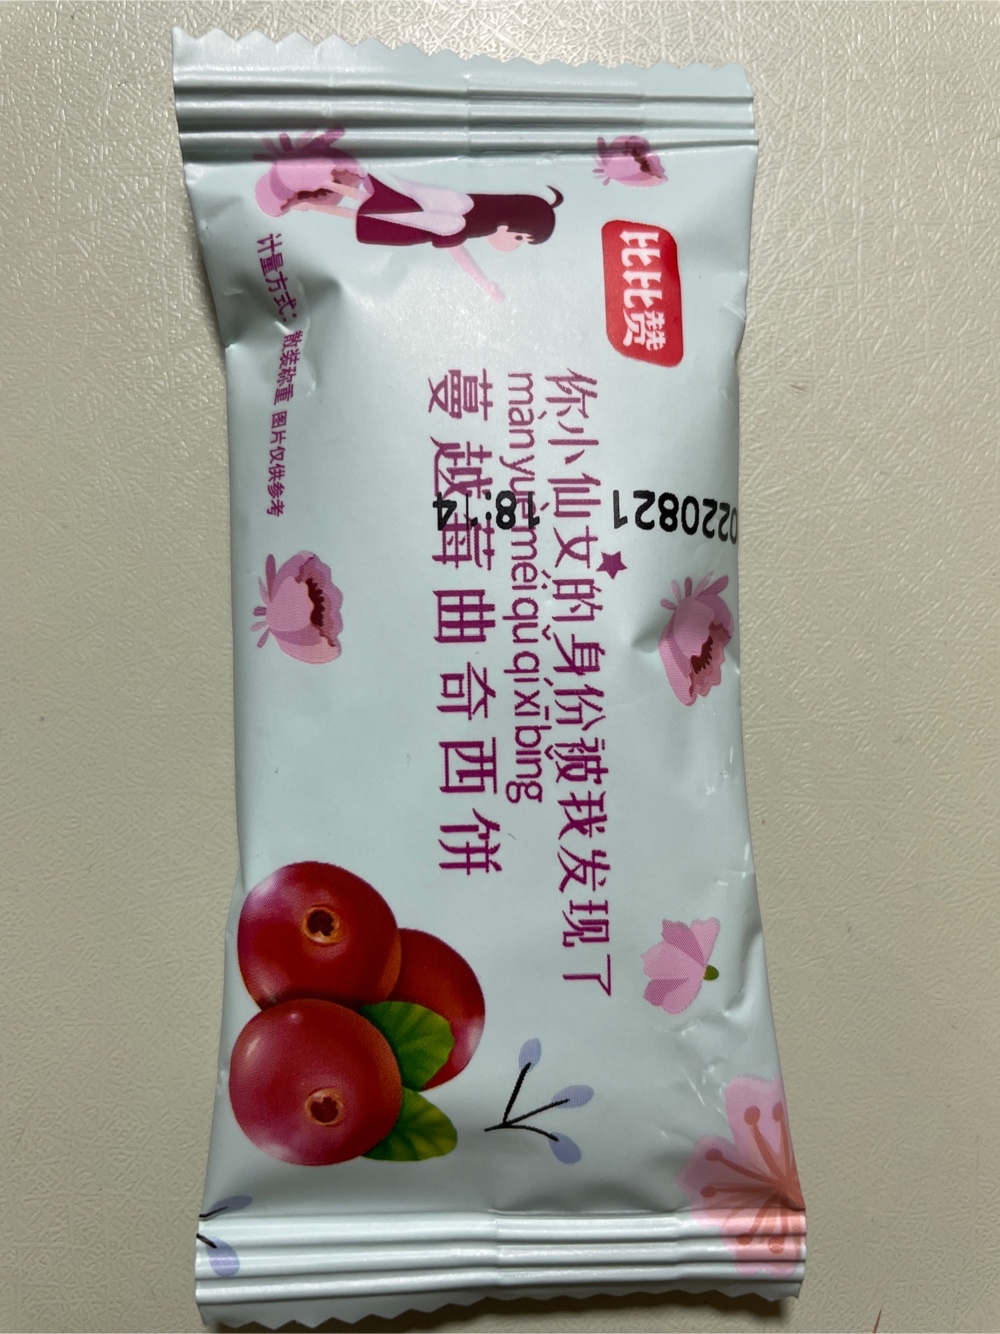 比比赞
你小仙女的身份被我发现了
màn yuè méi qū qí xī bǐng
蔓越莓曲奇西饼
计量方式：散装称重 图片仅供参考
0220821